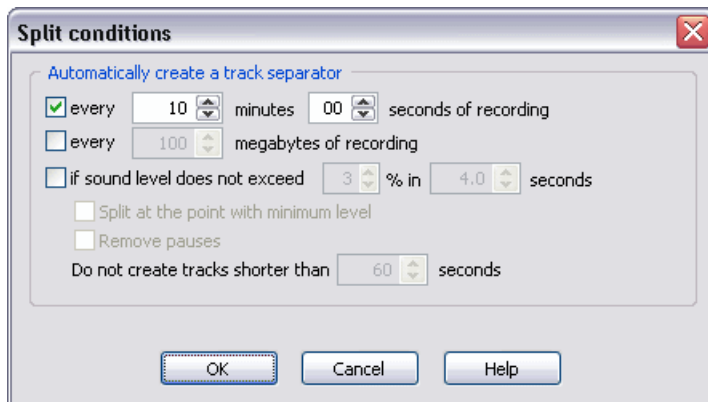 Split conditions
Automatically create a track separator
every 10 minutes 00 seconds of recording
every 100 megabytes of recording
if sound level does not exceed 3 % in 4.0 seconds
Split at the point with minimum level
Remove pauses
Do not create tracks shorter than 60 seconds
OK Cancel Help